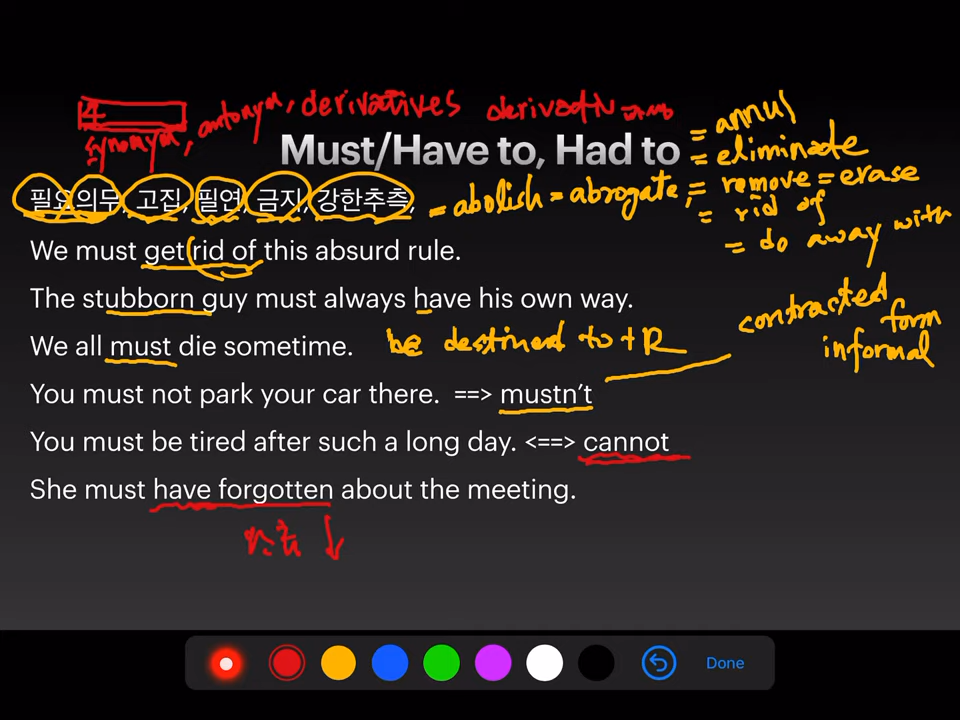 synonym, antonym, derivatives
Must/Have to, Had to
= annul
= eliminate
필요의무, 고집, 필연, 금지, 강한추측,
= abolish = abrogate, = remove = erase
= rid of
= do away with
We must get rid of this absurd rule.
The stubborn guy must always have his own way.
contracted form
informal
We all must die sometime.
be destined to + R
You must not park your car there. ==> mustn't
You must be tired after such a long day. <==> cannot
She must have forgotten about the meeting.
Done